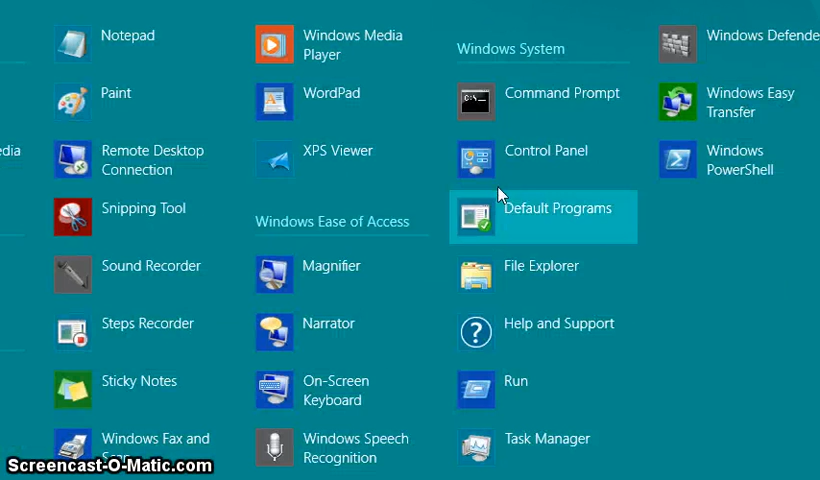 Notepad
Paint
edia
Remote Desktop
Connection
Snipping Tool
Sound Recorder
Steps Recorder
Sticky Notes
Windows Fax and
Windows Media
Player
WordPad
XPS Viewer
Windows Ease of Access
Magnifier
Narrator
On-Screen
Keyboard
Windows Speech
Recognition
Windows System
Command Prompt
C:\_
Control Panel
Default Programs
File Explorer
Help and Support
?
Run
Task Manager
Windows Defende
Windows Easy
Transfer
Windows
PowerShell
Screencast-O-Matic.com